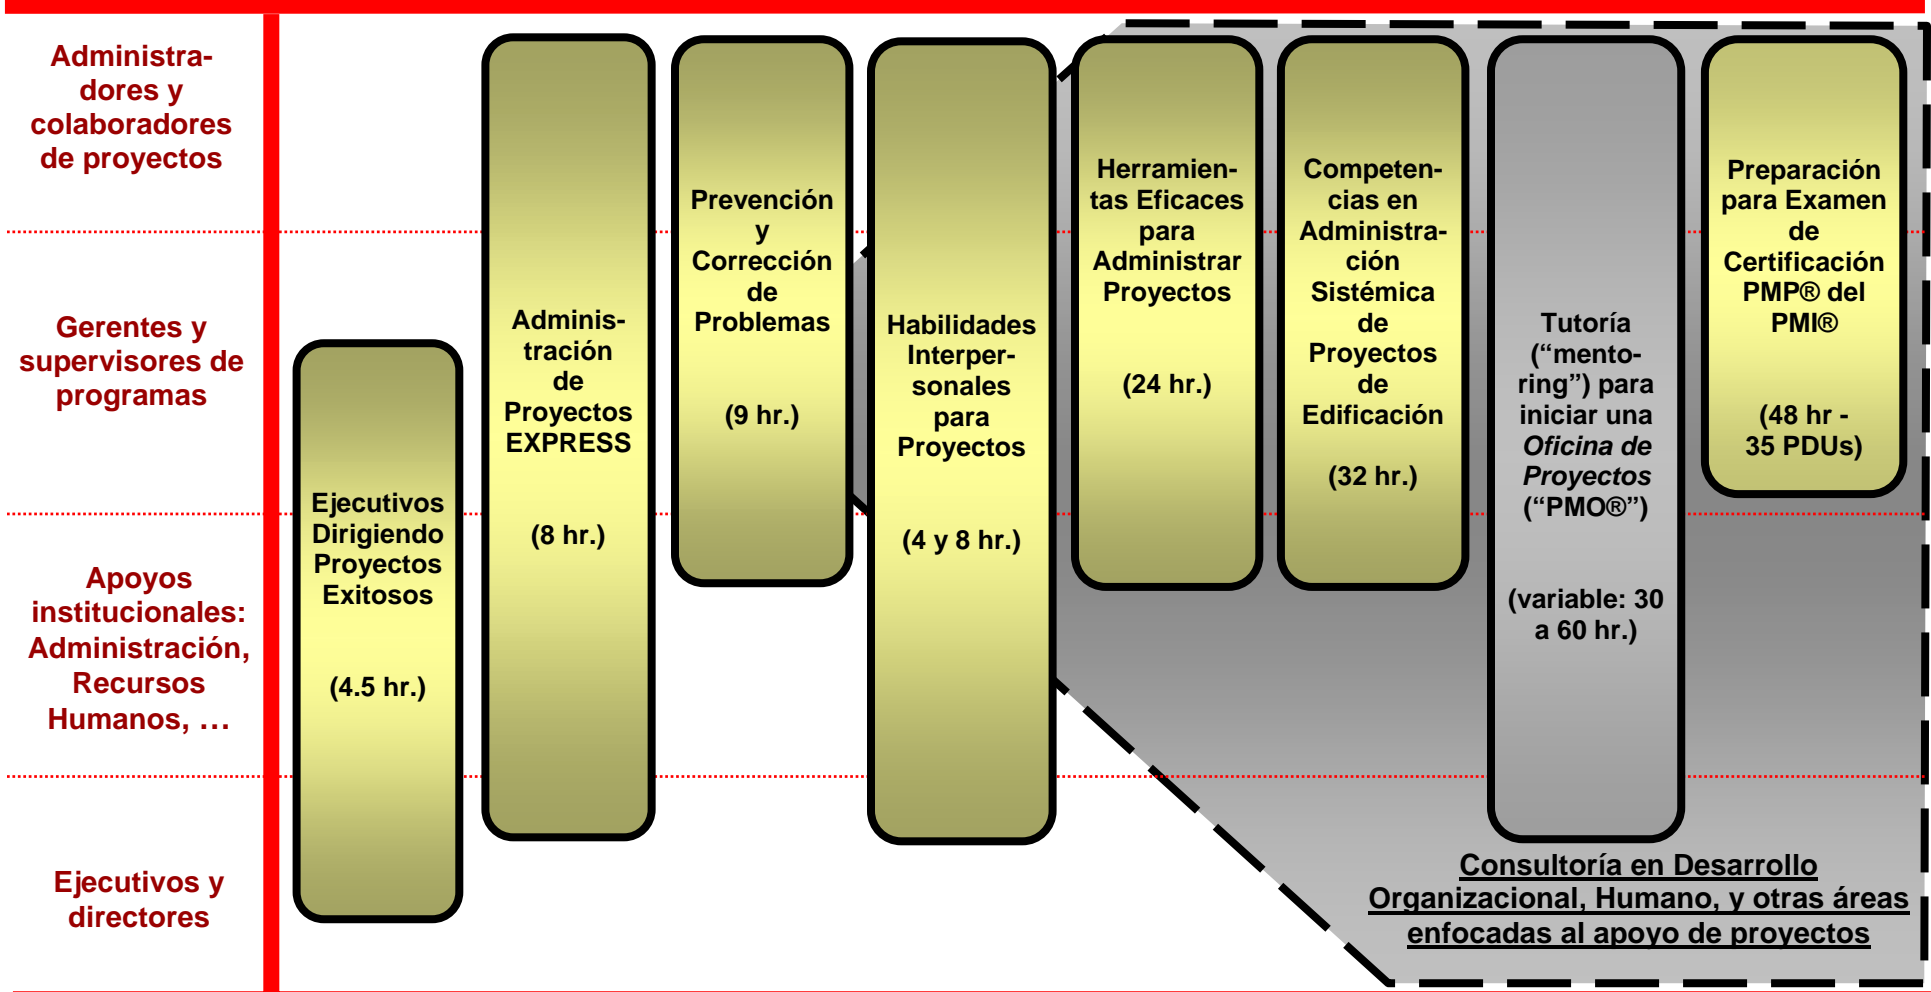 Administra-
dores y
colaboradores
de proyectos
Gerentes y
supervisores de
programas
Apoyos
institucionales:
Administración,
Recursos
Humanos, …
Ejecutivos y
directores
Ejecutivos
Dirigiendo
Proyectos
Exitosos
(4.5 hr.)
Adminis-
tración
de
Proyectos
EXPRESS
(8 hr.)
Prevención
y
Corrección
de
Problemas
(9 hr.)
Habilidades
Interper-
sonales
para
Proyectos
(4 y 8 hr.)
Herramien-
tas Eficaces
para
Administrar
Proyectos
(24 hr.)
Competen-
cias en
Administra-
ción
Sistémica
de
Proyectos
de
Edificación
(32 hr.)
Tutoría
(“mento-
ring”) para
iniciar una
Oficina de
Proyectos
(“PMO®”)
(variable: 30
a 60 hr.)
Preparación
para Examen
de
Certificación
PMP® del
PMI®
(48 hr -
35 PDUs)
Consultoría en Desarrollo
Organizacional, Humano, y otras áreas
enfocadas al apoyo de proyectos